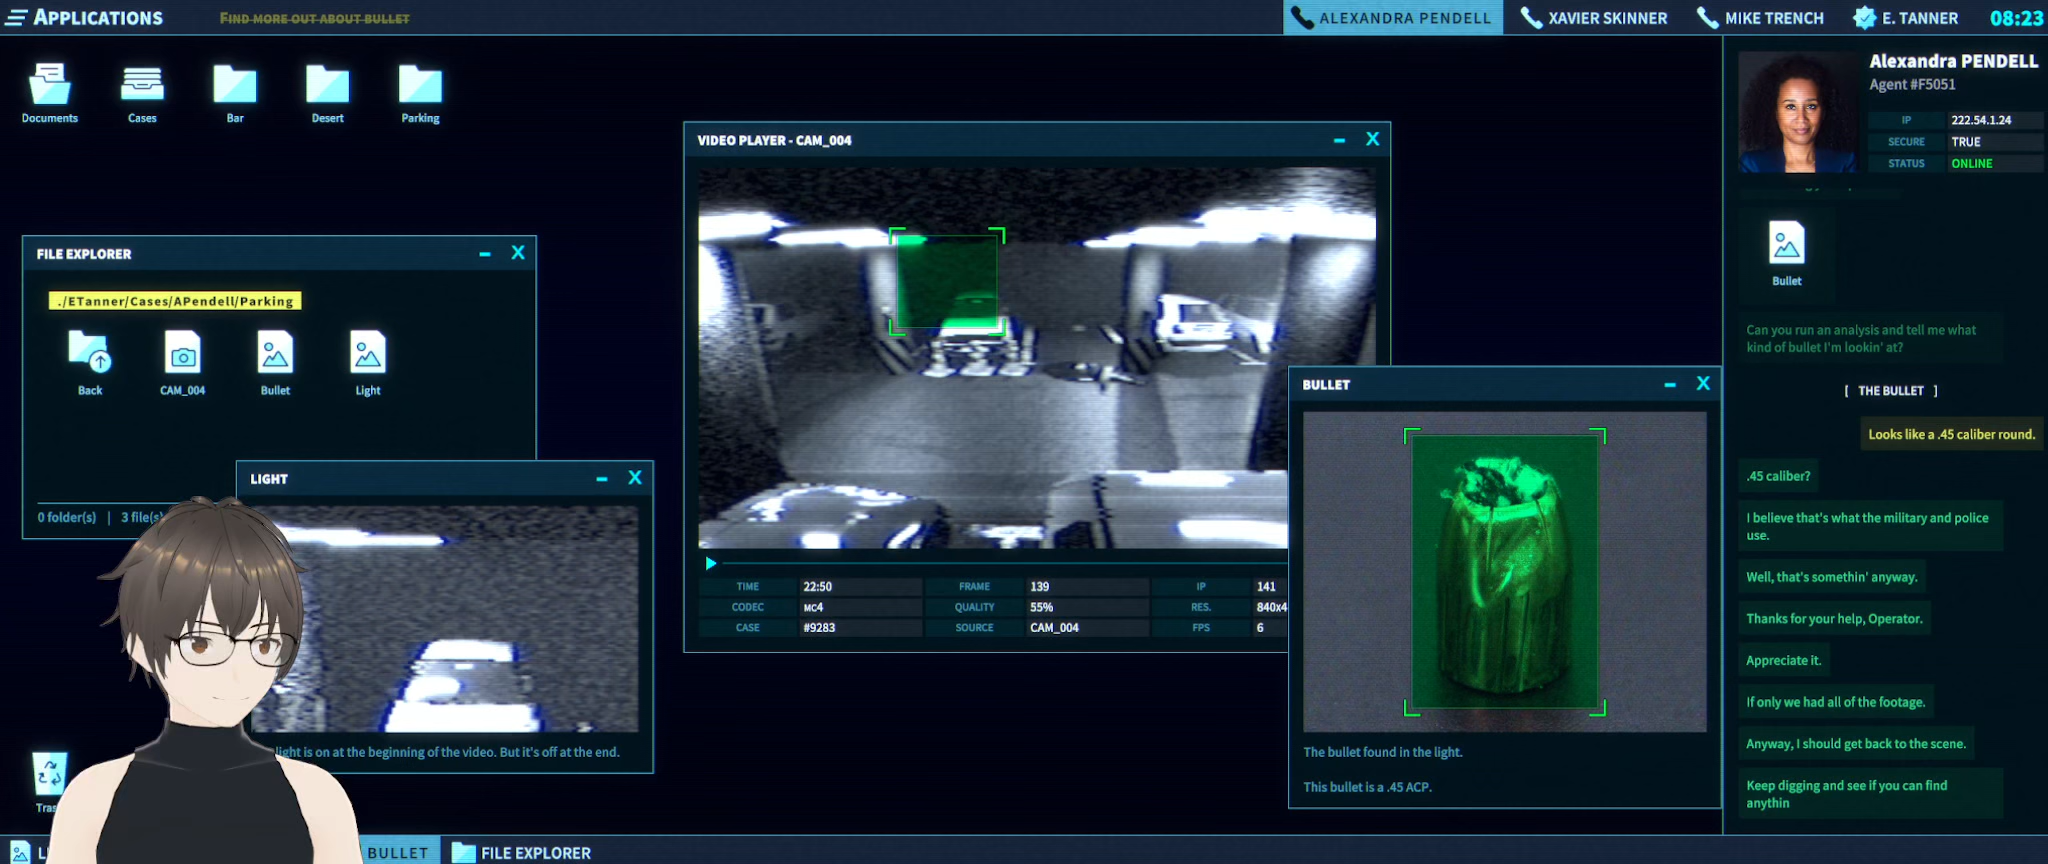 APPLICATIONS
FIND MORE OUT ABOUT BULLET
ALEXANDRA PENDELL
XAVIER SKINNER
MIKE TRENCH
E. TANNER
08:23
Documents
Cases
Bar
Desert
Parking
FILE EXPLORER
./ETanner/Cases/APendell/Parking
Back
CAM_004
Bullet
Light
0 folder(s) | 3 file(s)
LIGHT
light is on at the beginning of the video. But it's off at the end.
VIDEO PLAYER - CAM_004
TIME 22:50 FRAME 139 IP 141
CODEC MC4 QUALITY 55% RES. 840x4
CASE #9283 SOURCE CAM_004 FPS 6
BULLET
The bullet found in the light.
This bullet is a .45 ACP.
Alexandra PENDELL
Agent #F5051
IP 222.54.1.24
SECURE TRUE
STATUS ONLINE
Bullet
Can you run an analysis and tell me what
kind of bullet I'm lookin' at?
[ THE BULLET ]
Looks like a .45 caliber round.
.45 caliber?
I believe that's what the military and police
use.
Well, that's somethin' anyway.
Thanks for your help, Operator.
Appreciate it.
If only we had all of the footage.
Anyway, I should get back to the scene.
Keep digging and see if you can find
anythin
BULLET
FILE EXPLORER